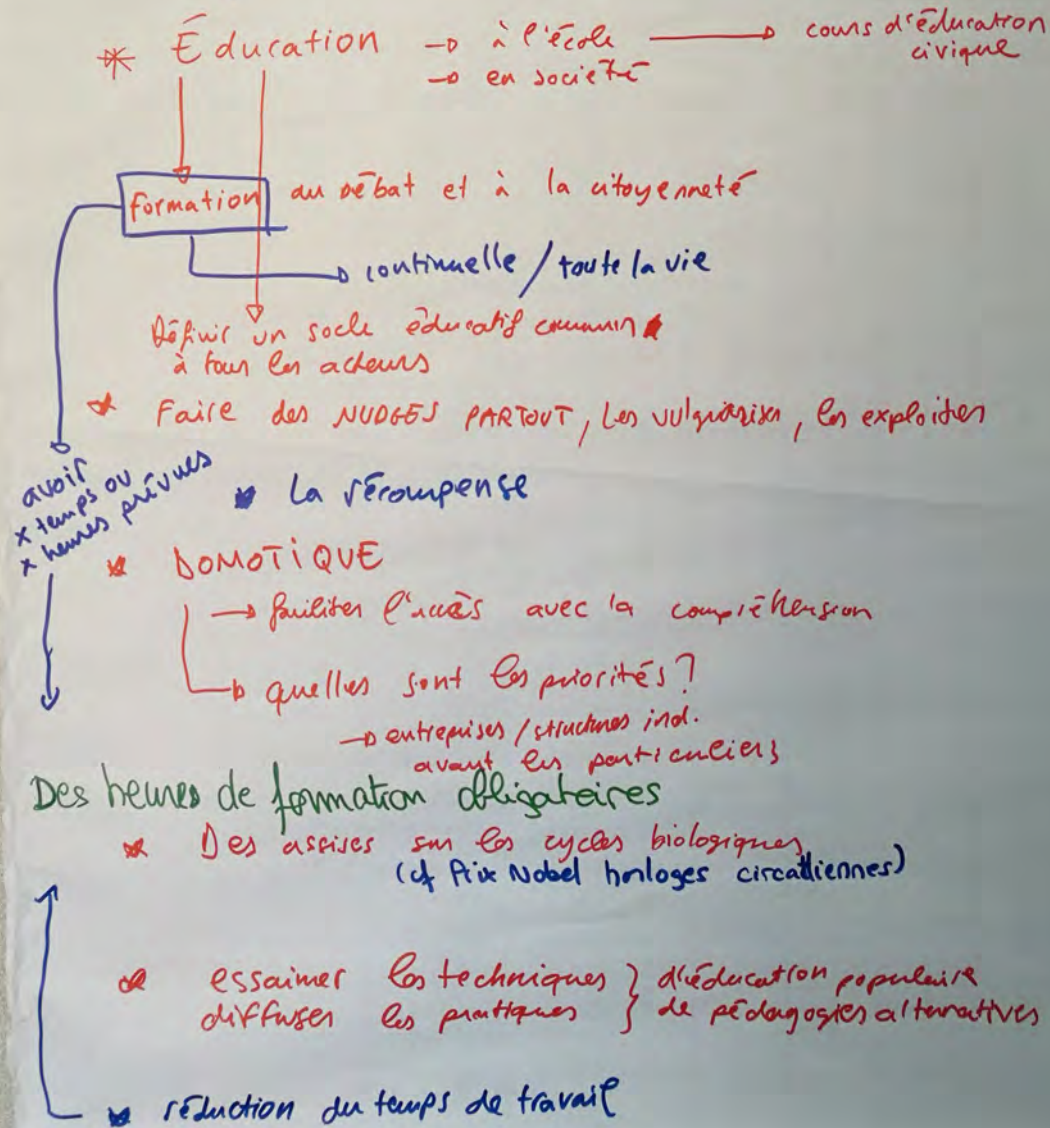 * Éducation → à l'école → cours d'éducation
civique
→ en société
formation au débat et à la citoyenneté
→ continuelle / toute la vie
Définir un socle éducatif commun
à tous les acteurs
* Faire des NUDGES PARTOUT, les vulgariser, les exploiter
avoir
x temps ou
x heures prévues
* La récompense
* DOMOTIQUE
→ faciliter l'accès avec la compréhension
→ quelles sont les priorités ?
→ entreprises / structures ind.
avant les particuliers
Des heures de formation obligatoires
* Des assises sur les cycles biologiques
(cf Prix Nobel horloges circadiennes)
* essaimer les techniques } d'éducation populaire
diffuser les pratiques } de pédagogies alternatives
* réduction du temps de travail